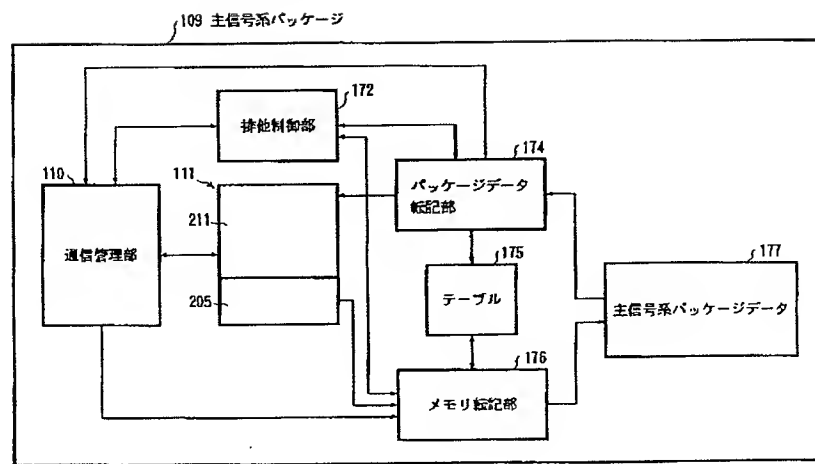 109 主信号系パッケージ
172
排他制御部
174
パッケージデータ
転記部
110
通信管理部
111
211
205
175
テーブル
177
主信号系パッケージデータ
176
メモリ転記部